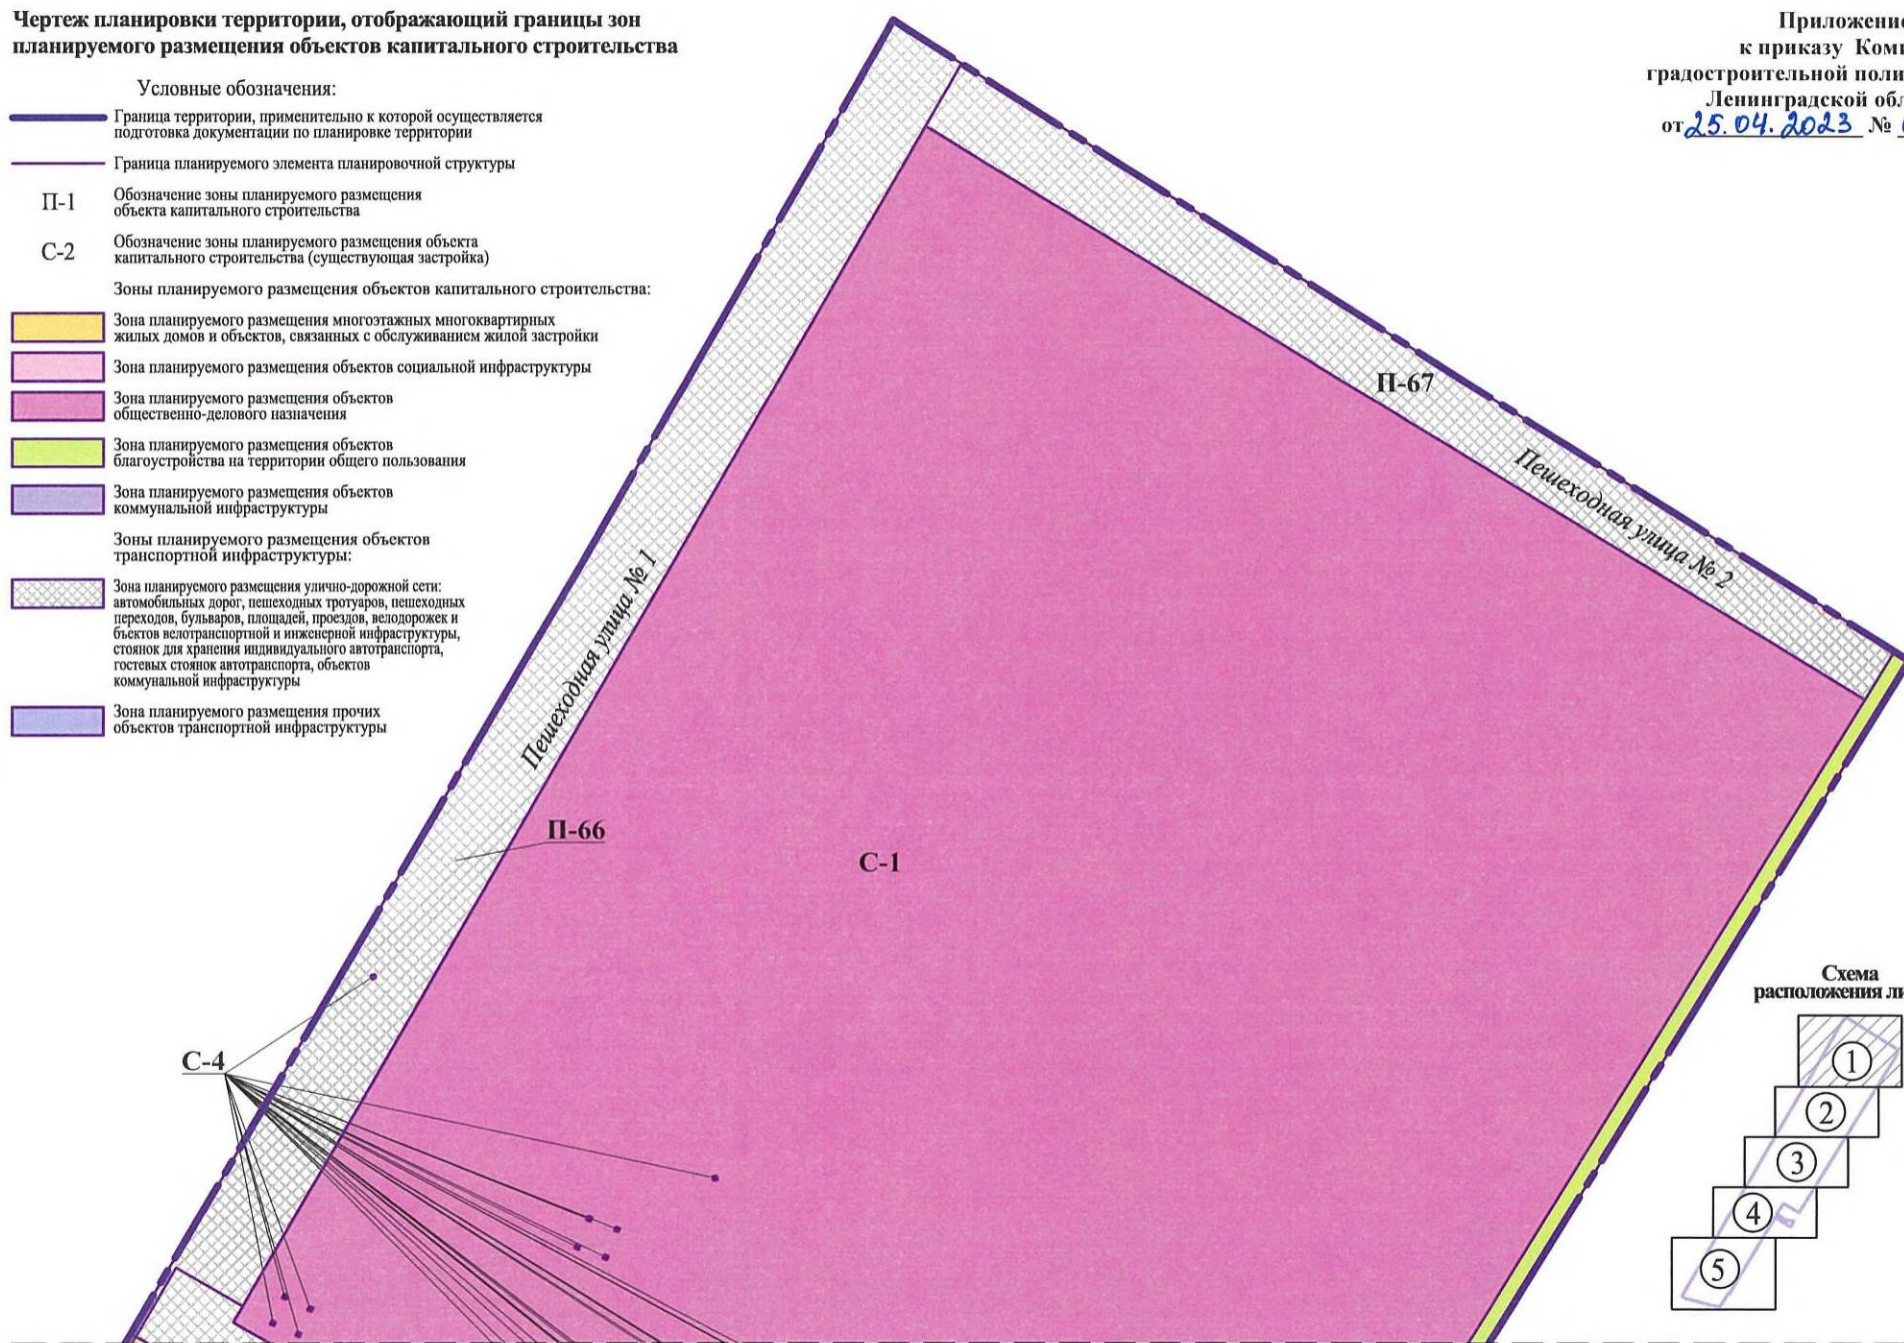 Чертеж планировки территории, отображающий границы зон
планируемого размещения объектов капитального строительства
Условные обозначения:
Граница территории, применительно к которой осуществляется
подготовка документации по планировке территории
Граница планируемого элемента планировочной структуры
П-1
Обозначение зоны планируемого размещения
объекта капитального строительства
С-2
Обозначение зоны планируемого размещения объекта
капитального строительства (существующая застройка)
Зоны планируемого размещения объектов капитального строительства:
Зона планируемого размещения многоэтажных многоквартирных
жилых домов и объектов, связанных с обслуживанием жилой застройки
Зона планируемого размещения объектов социальной инфраструктуры
Зона планируемого размещения объектов
общественно-делового назначения
Зона планируемого размещения объектов
благоустройства на территории общего пользования
Зона планируемого размещения объектов
коммунальной инфраструктуры
Зоны планируемого размещения объектов
транспортной инфраструктуры:
Зона планируемого размещения улично-дорожной сети:
автомобильных дорог, пешеходных тротуаров, пешеходных
переходов, бульваров, площадей, проездов, велодорожек и
бъектов велотранспортной и инженерной инфраструктуры,
стоянок для хранения индивидуального автотранспорта,
гостевых стоянок автотранспорта, объектов
коммунальной инфраструктуры
Зона планируемого размещения прочих
объектов транспортной инфраструктуры
Приложение
к приказу Коми
градостроительной поли
Ленинградской обл
от 25.04.2023 №
П-67
Пешеходная улица № 2
Пешеходная улица № 1
П-66
С-1
С-4
Схема
расположения ли
1
2
3
4
5